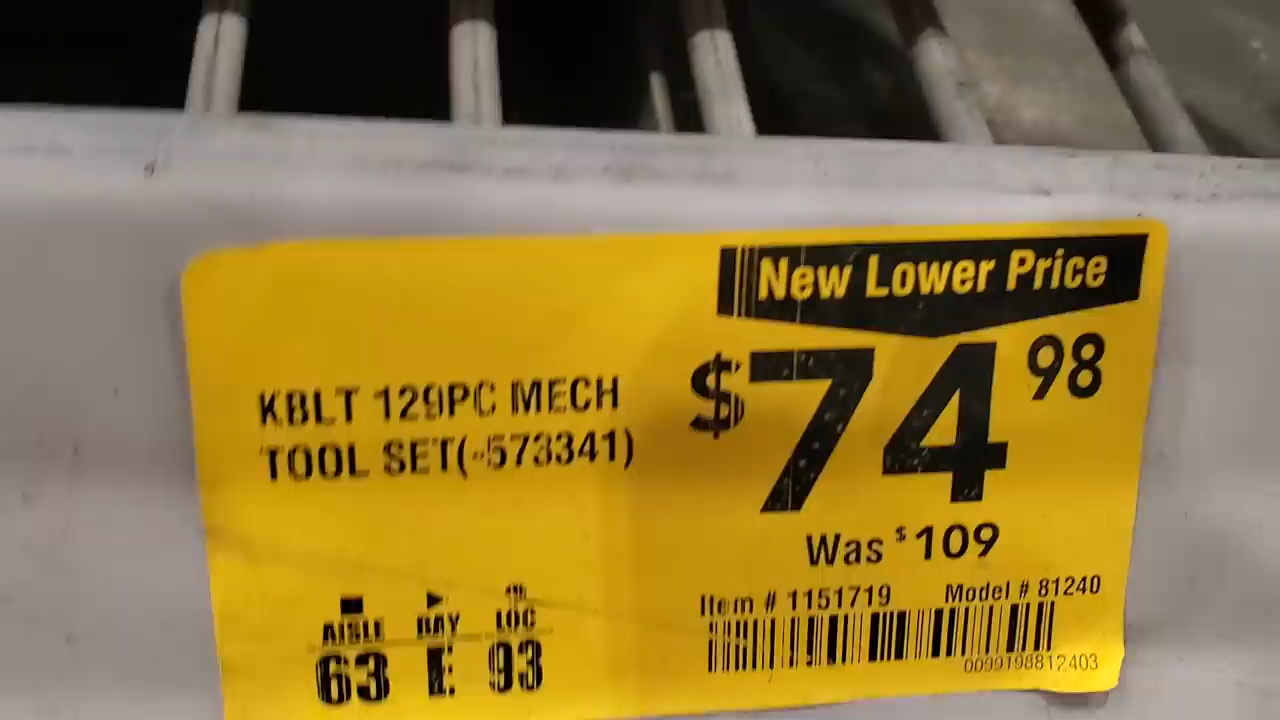 New Lower Price
$74 98
KBLT 129PC MECH
TOOL SET(-573341)
Was $109
Item # 1151719 Model # 81240
AISLE BAY LOC
63 E 93
0099198812403